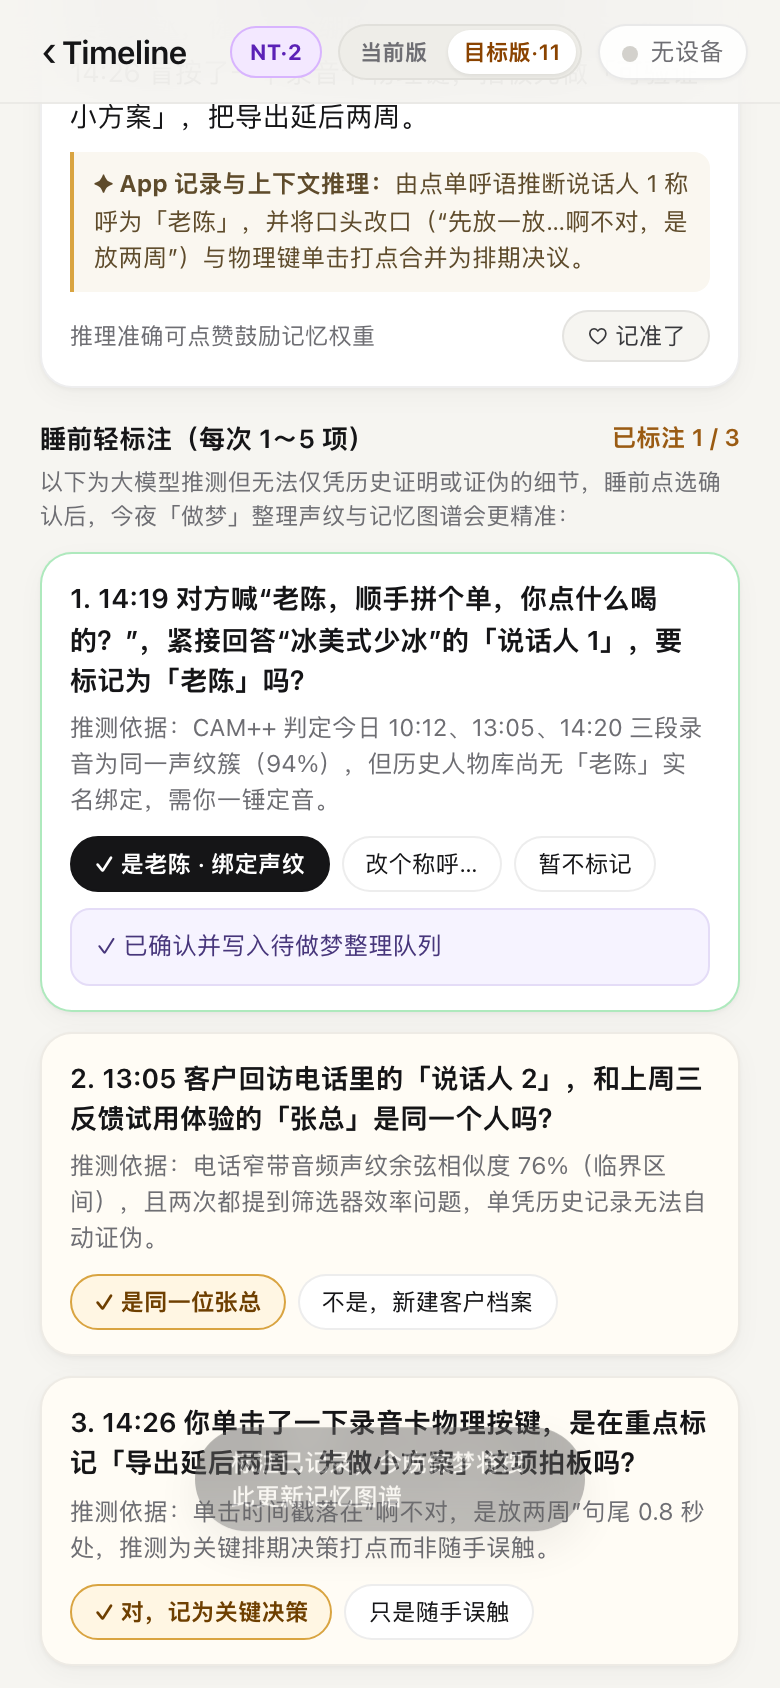 ‹ Timeline
NT·2
当前版
目标版·11
无设备
小方案」，把导出延后两周。
✦ App 记录与上下文推理：由点单呼语推断说话人 1 称
呼为「老陈」，并将口头改口（“先放一放…啊不对，是
放两周”）与物理键单击打点合并为排期决议。
推理准确可点赞鼓励记忆权重
♡ 记准了
睡前轻标注（每次 1～5 项）
已标注 1 / 3
以下为大模型推测但无法仅凭历史证明或证伪的细节，睡前点选确
认后，今夜「做梦」整理声纹与记忆图谱会更精准：
1. 14:19 对方喊“老陈，顺手拼个单，你点什么喝
的？”，紧接回答“冰美式少冰”的「说话人 1」，要
标记为「老陈」吗？
推测依据：CAM++ 判定今日 10:12、13:05、14:20 三段录
音为同一声纹簇（94%），但历史人物库尚无「老陈」实
名绑定，需你一锤定音。
✓ 是老陈 · 绑定声纹
改个称呼…
暂不标记
✓ 已确认并写入待做梦整理队列
2. 13:05 客户回访电话里的「说话人 2」，和上周三
反馈试用体验的「张总」是同一个人吗？
推测依据：电话窄带音频声纹余弦相似度 76%（临界区
间），且两次都提到筛选器效率问题，单凭历史记录无法自
动证伪。
✓ 是同一位张总
不是，新建客户档案
3. 14:26 你单击了一下录音卡物理按键，是在重点标
记「导出延后两周、先做小方案」这项拍板吗？
此更新记忆图谱
推测依据：单击时间戳落在“啊不对，是放两周”句尾 0.8 秒
处，推测为关键排期决策打点而非随手误触。
✓ 对，记为关键决策
只是随手误触